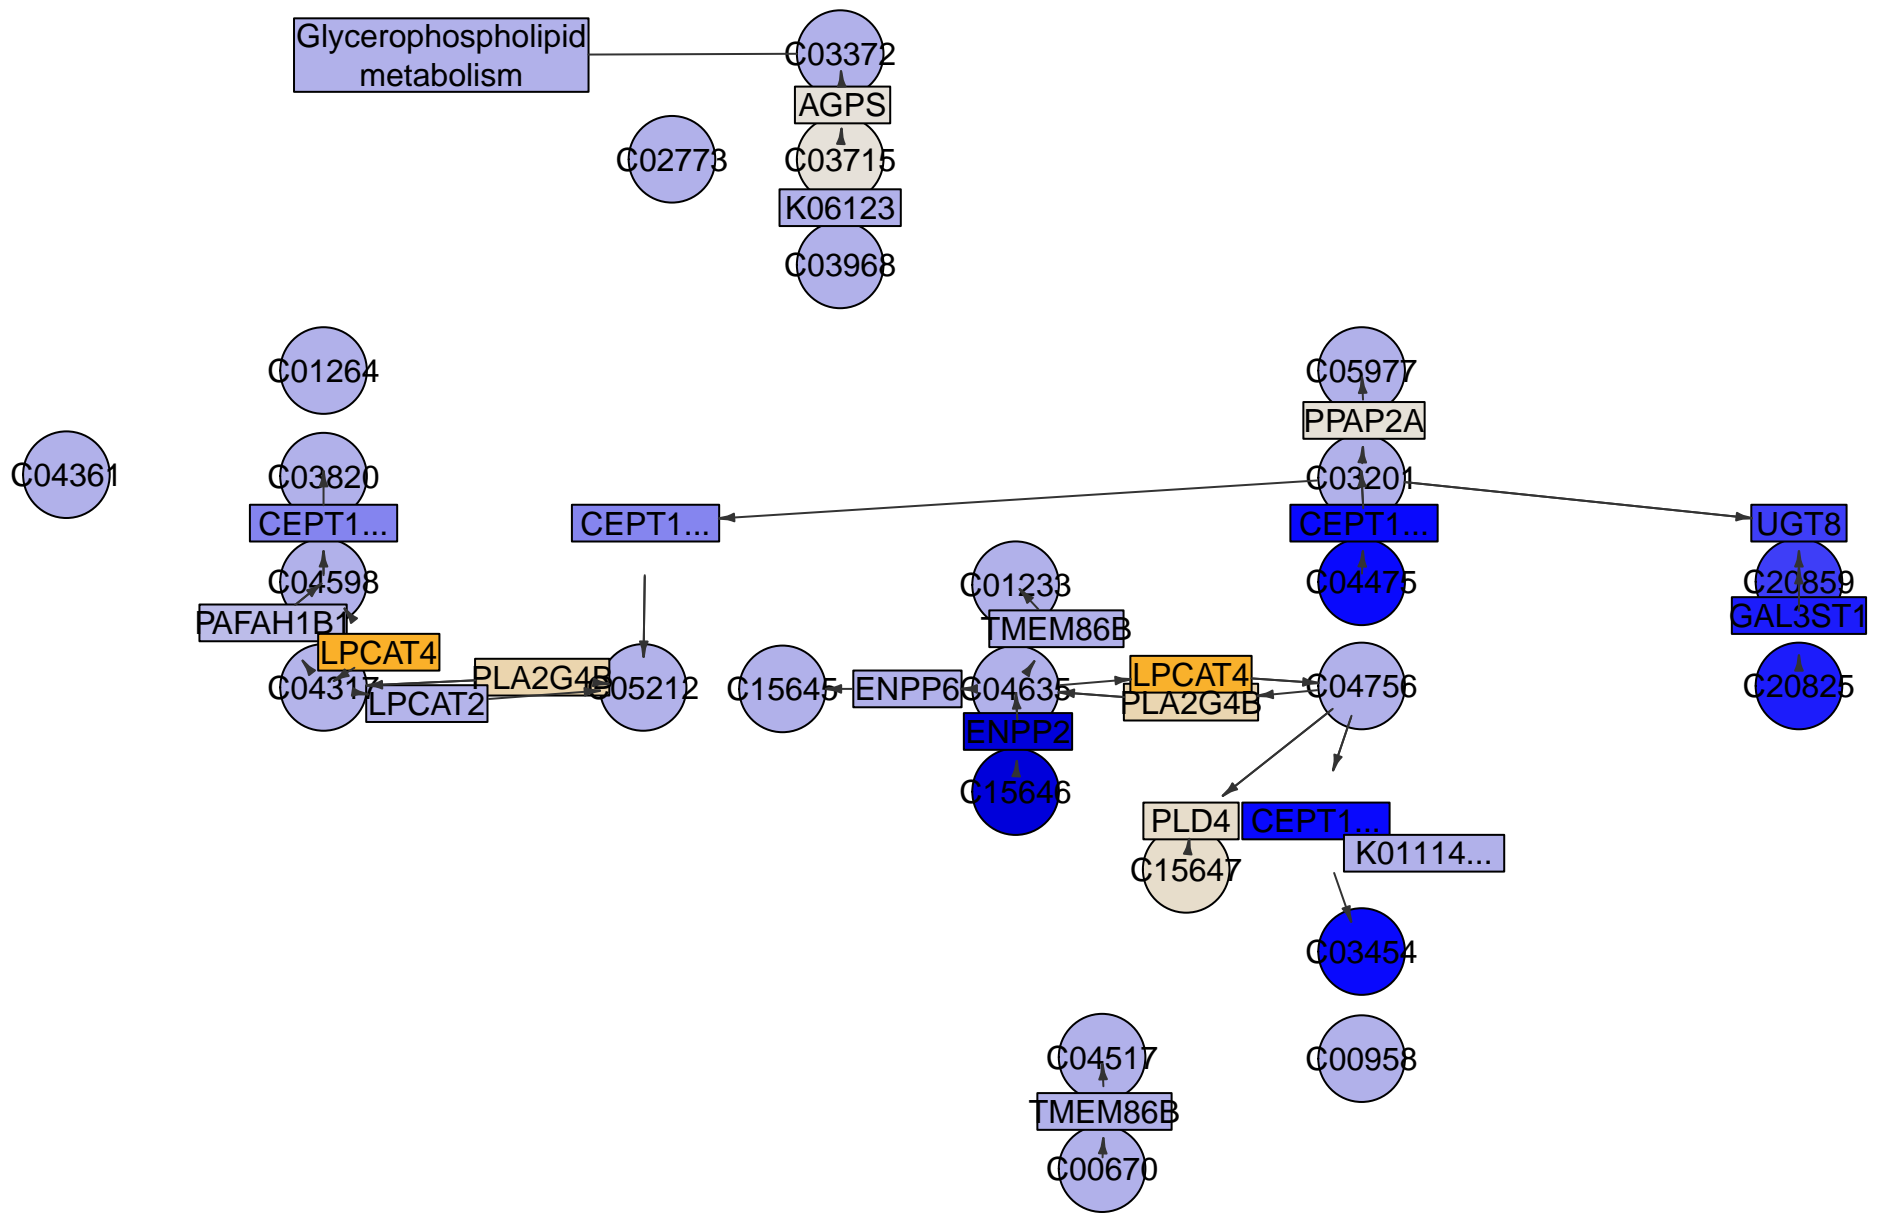 Glycerophospholipid
metabolism
C03372
AGPS
C02773
C03715
K06123
C03968
C01264
C05977
PPAP2A
C04361
C03820
C03201
CEPT1...
CEPT1...
CEPT1...
UGT8
C04598
C01233
C04475
C20859
PAFAH1B1
TMEM86B
GAL3ST1
LPCAT4
C04317
PLA2G4B
LPCAT2
C05212
C15645
ENPP6
C04635
LPCAT4
PLA2G4B
C04756
C20825
ENPP2
C15646
PLD4
CEPT1...
K01114...
C15647
C03454
C04517
C00958
TMEM86B
C00670